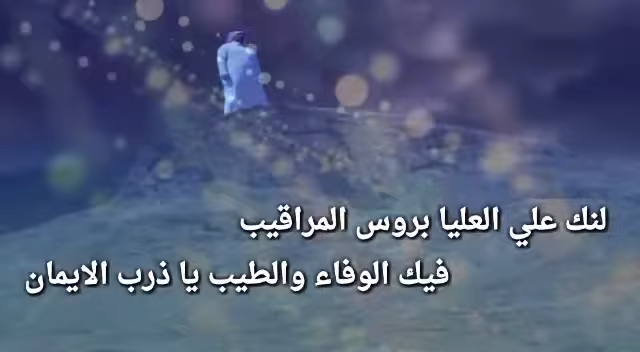 لنك علي العليا بروس المراقيب
فيك الوفاء والطيب يا ذرب الايمان